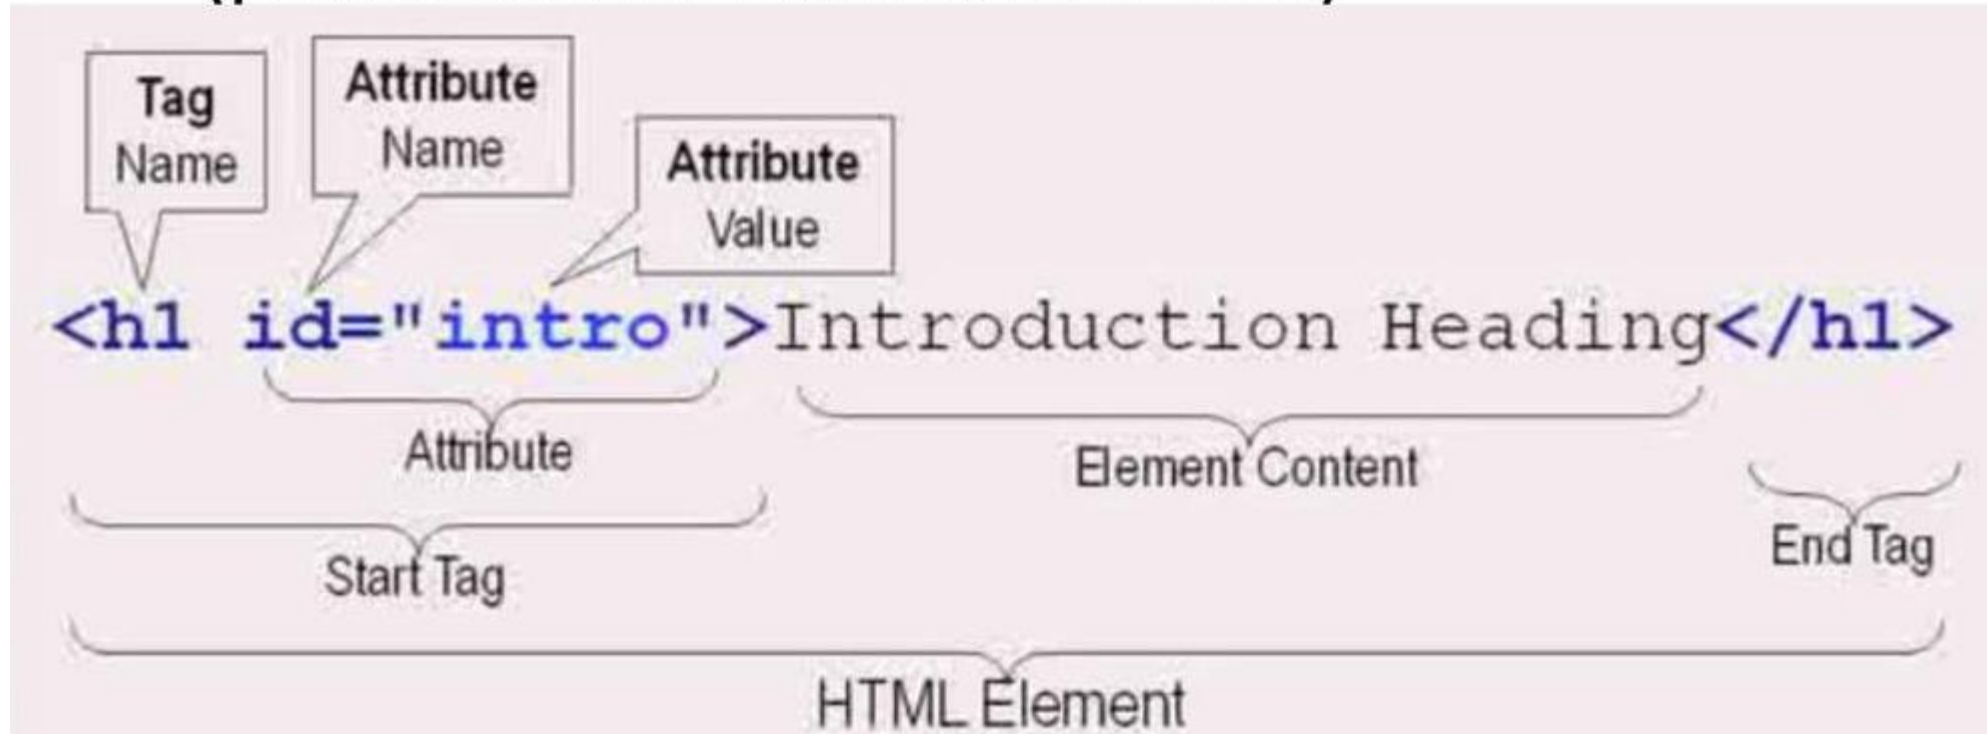 Tag
Name
Attribute
Name
Attribute
Value
<h1 id="intro">Introduction Heading</h1>
Attribute
Element Content
End Tag
Start Tag
HTML Element